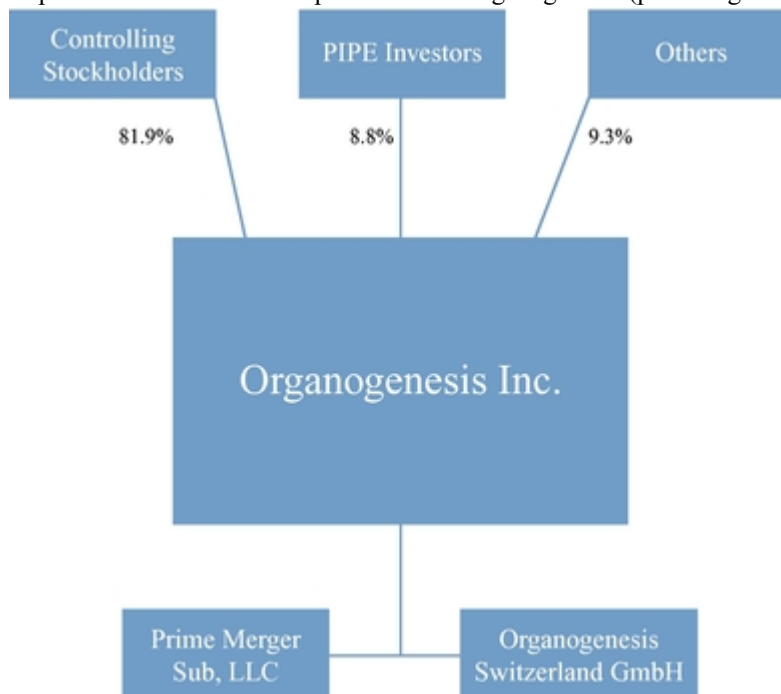 Controlling
Stockholders
PIPE Investors
Others
81.9%
8.8%
9.3%
Organogenesis Inc.
Prime Merger
Sub, LLC
Organogenesis
Switzerland GmbH